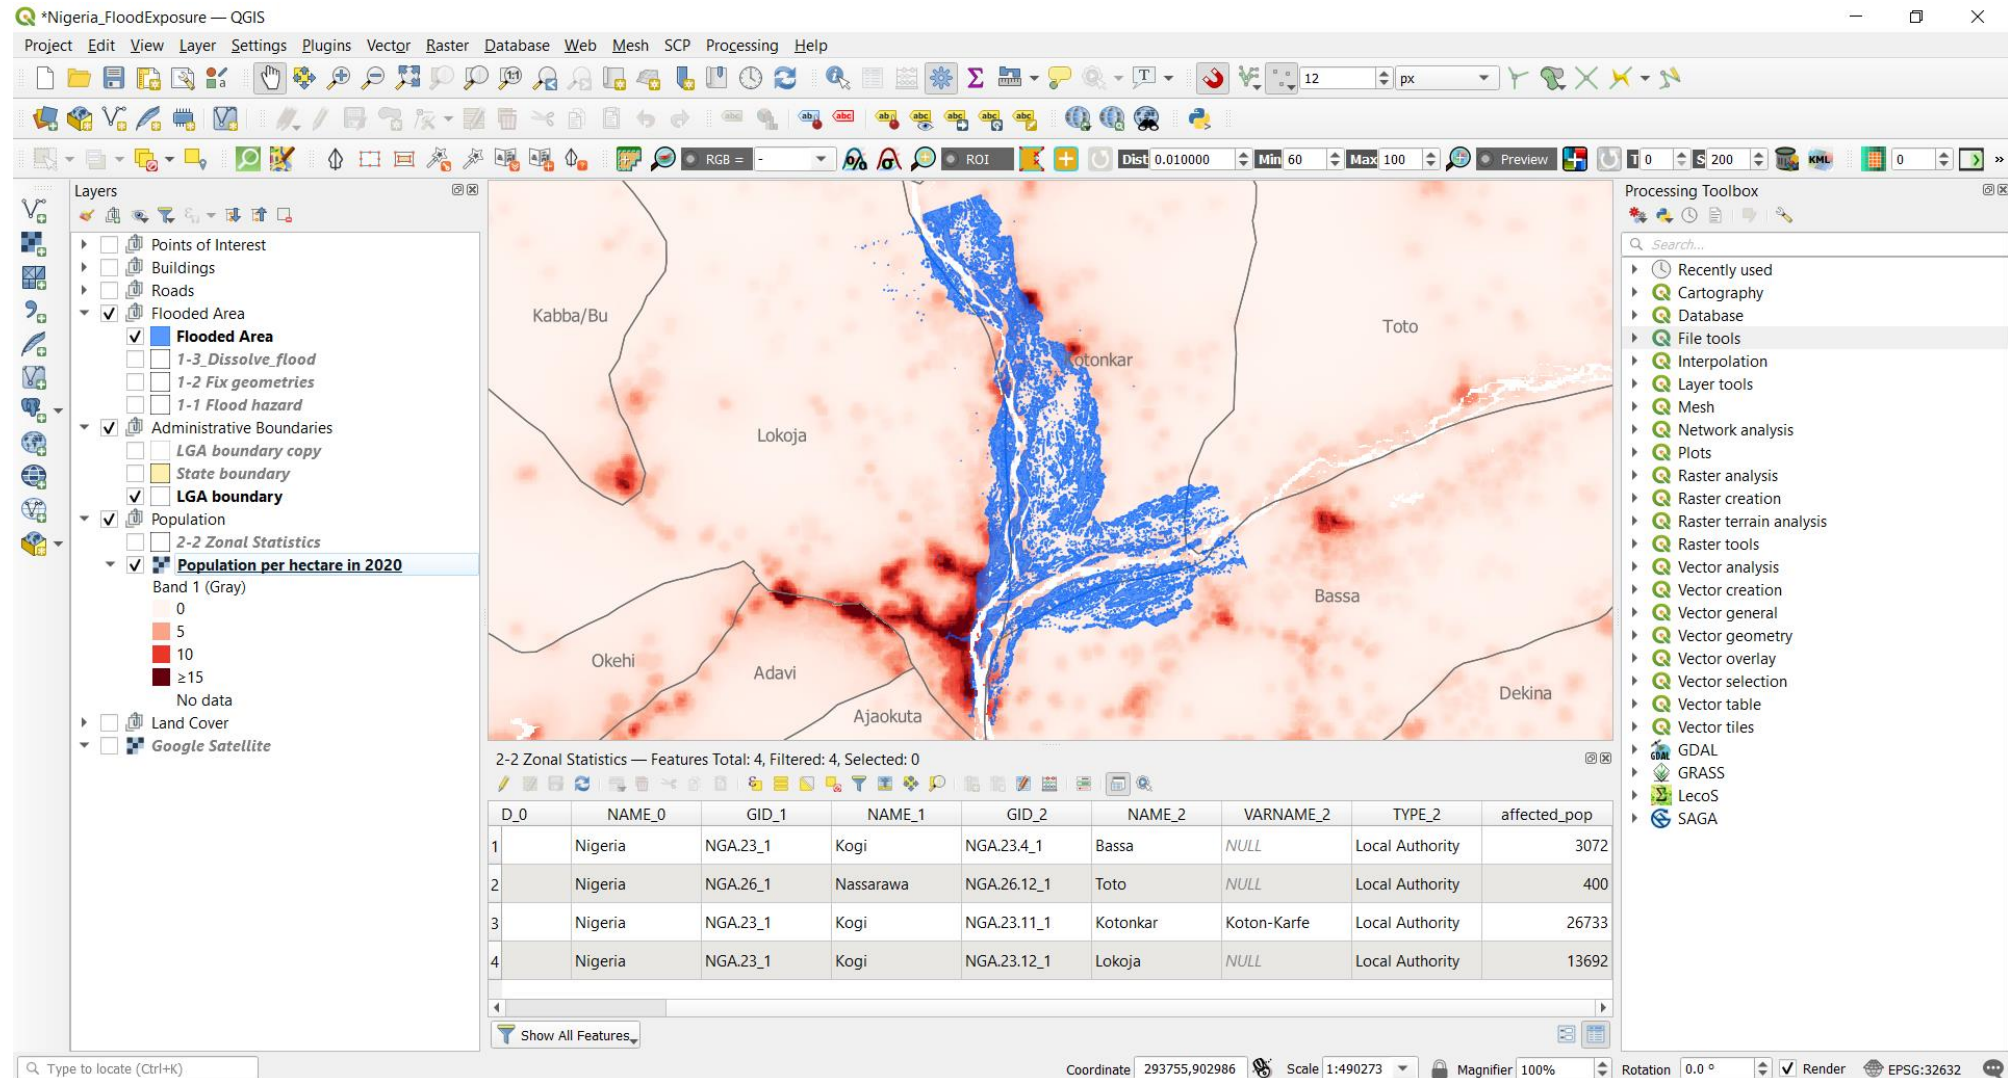 *Nigeria_FloodExposure — QGIS
Project Edit View Layer Settings Plugins Vector Raster Database Web Mesh SCP Processing Help
12 px
RGB = - ROI Dist 0.010000 Min 60 Max 100 Preview T 0 S 200 KML 0 »
Layers
Points of Interest
Buildings
Roads
Flooded Area
Flooded Area
1-3_Dissolve_flood
1-2 Fix geometries
1-1 Flood hazard
Administrative Boundaries
LGA boundary copy
State boundary
LGA boundary
Population
2-2 Zonal Statistics
Population per hectare in 2020
Band 1 (Gray)
0
5
10
≥15
No data
Land Cover
Google Satellite
Kabba/Bu
Toto
Kotonkar
Lokoja
Bassa
Okehi
Adavi
Dekina
Ajaokuta
2-2 Zonal Statistics — Features Total: 4, Filtered: 4, Selected: 0
D_0 NAME_0 GID_1 NAME_1 GID_2 NAME_2 VARNAME_2 TYPE_2 affected_pop
1 Nigeria NGA.23_1 Kogi NGA.23.4_1 Bassa NULL Local Authority 3072
2 Nigeria NGA.26_1 Nassarawa NGA.26.12_1 Toto NULL Local Authority 400
3 Nigeria NGA.23_1 Kogi NGA.23.11_1 Kotonkar Koton-Karfe Local Authority 26733
4 Nigeria NGA.23_1 Kogi NGA.23.12_1 Lokoja NULL Local Authority 13692
Show All Features
Processing Toolbox
Search...
Recently used
Cartography
Database
File tools
Interpolation
Layer tools
Mesh
Network analysis
Plots
Raster analysis
Raster creation
Raster terrain analysis
Raster tools
Vector analysis
Vector creation
Vector general
Vector geometry
Vector overlay
Vector selection
Vector table
Vector tiles
GDAL
GRASS
LecoS
SAGA
Type to locate (Ctrl+K) Coordinate 293755,902986 Scale 1:490273 Magnifier 100% Rotation 0.0 ° Render EPSG:32632